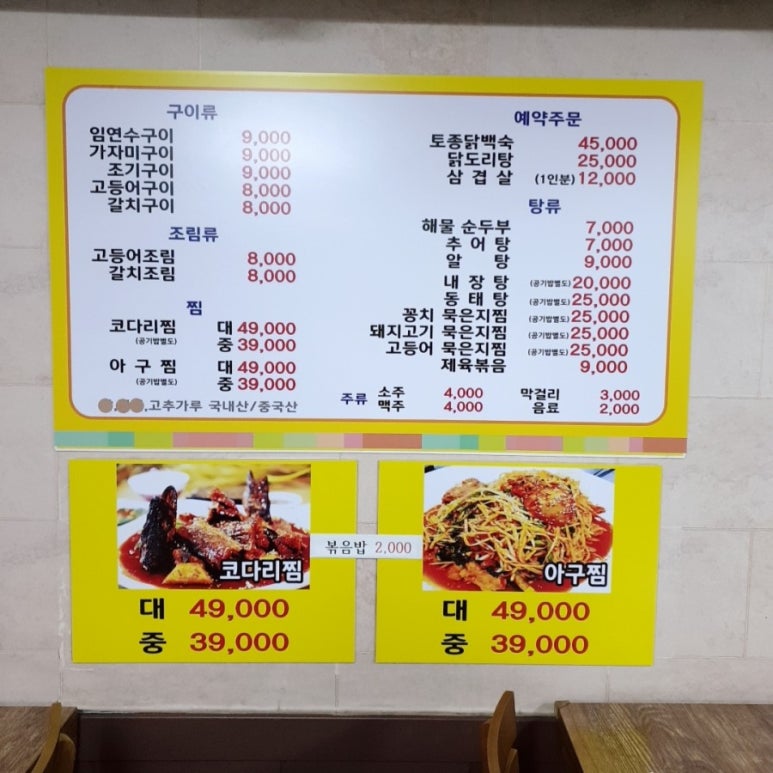 구이류
임연수구이 9,000
가자미구이 9,000
조기구이 9,000
고등어구이 8,000
갈치구이 8,000
조림류
고등어조림 8,000
갈치조림 8,000
찜
코다리찜 대 49,000
(공기밥별도) 중 39,000
아구찜 대 49,000
(공기밥별도) 중 39,000
고추가루 국내산/중국산
예약주문
토종닭백숙 45,000
닭도리탕 25,000
삼겹살 (1인분) 12,000
탕류
해물 순두부 7,000
추어탕 7,000
알탕 9,000
내장탕 (공기밥별도) 20,000
동태탕 (공기밥별도) 25,000
꽁치 묵은지찜 (공기밥별도) 25,000
돼지고기 묵은지찜 (공기밥별도) 25,000
고등어 묵은지찜 (공기밥별도) 25,000
제육볶음 9,000
주류 소주 4,000 막걸리 3,000
맥주 4,000 음료 2,000
코다리찜
대 49,000
중 39,000
볶음밥 2,000
아구찜
대 49,000
중 39,000